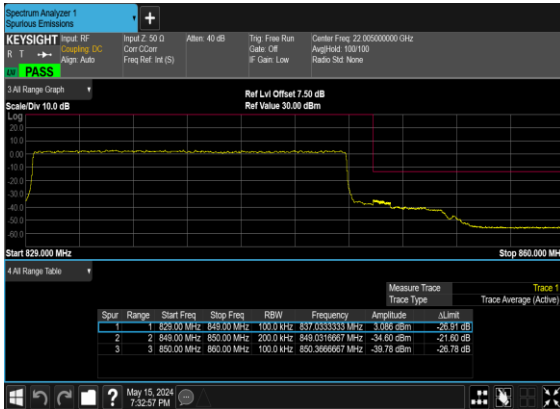 Spectrum Analyzer 1
Spurious Emissions
+
KEYSIGHT Input: RF Input Z: 50 Ω Atten: 40 dB Trig: Free Run Center Freq: 22.005000000 GHz
R T Coupling: DC Corr CCorr Gate: Off Avg|Hold: 100/100
Align: Auto Freq Ref: Int (S) IF Gain: Low Radio Std: None
PASS
3 All Range Graph
Ref Lvl Offset 7.50 dB
Scale/Div 10.0 dB Ref Value 30.00 dBm
Log
20.0
10.0
0.00
-10.0
-20.0
-30.0
-40.0
-50.0
-60.0
Start 829.000 MHz Stop 860.000 MH
4 All Range Table
Measure Trace Trace 1
Trace Type Trace Average (Active)
Spur Range Start Freq Stop Freq RBW Frequency Amplitude ΔLimit
1 1 829.00 MHz 849.00 MHz 100.0 kHz 837.0333333 MHz 3.086 dBm -26.91 dB
2 2 849.00 MHz 850.00 MHz 200.0 kHz 849.0316667 MHz -34.60 dBm -21.60 dB
3 3 850.00 MHz 860.00 MHz 100.0 kHz 850.3666667 MHz -39.78 dBm -26.78 dB
? May 15, 2024
7:32:57 PM